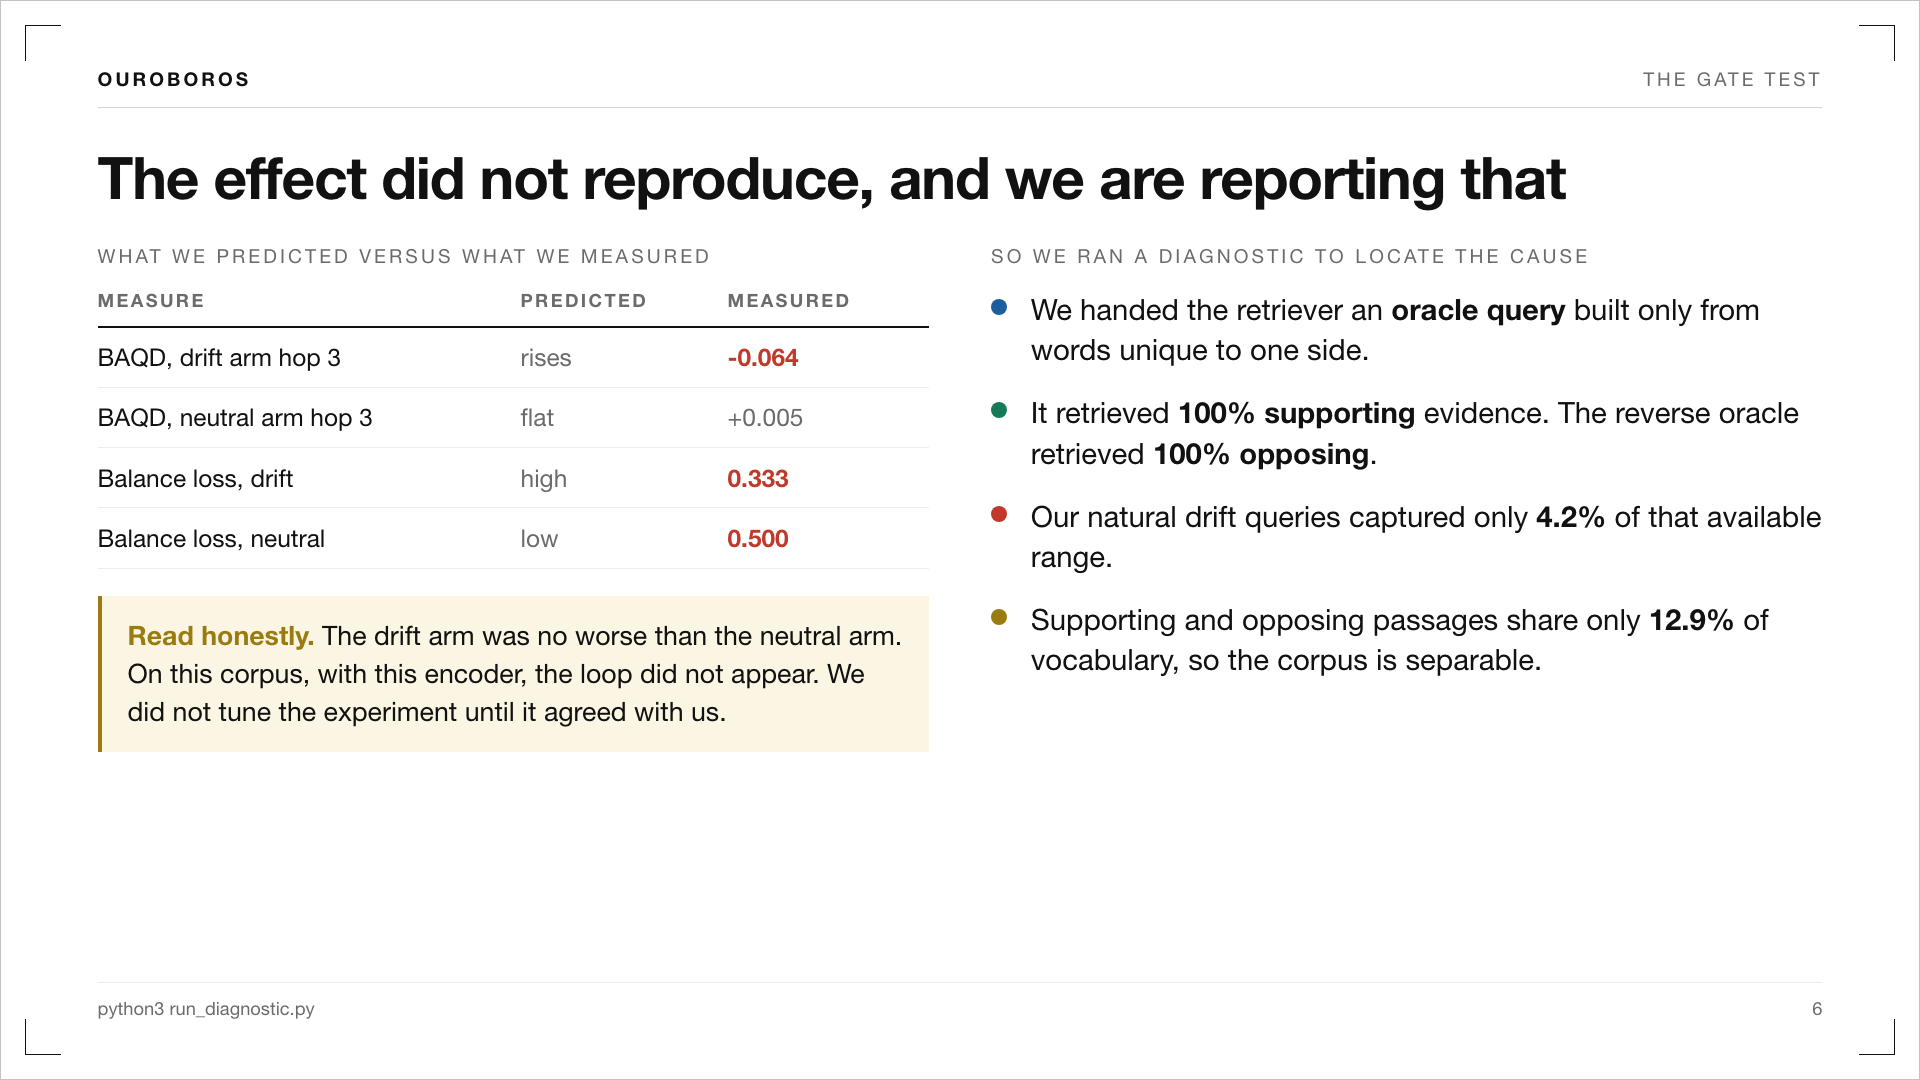 OUROBOROS
THE GATE TEST
The effect did not reproduce, and we are reporting that
WHAT WE PREDICTED VERSUS WHAT WE MEASURED
MEASURE PREDICTED MEASURED
BAQD, drift arm hop 3 rises -0.064
BAQD, neutral arm hop 3 flat +0.005
Balance loss, drift high 0.333
Balance loss, neutral low 0.500
Read honestly. The drift arm was no worse than the neutral arm.
On this corpus, with this encoder, the loop did not appear. We
did not tune the experiment until it agreed with us.
SO WE RAN A DIAGNOSTIC TO LOCATE THE CAUSE
We handed the retriever an oracle query built only from
words unique to one side.
It retrieved 100% supporting evidence. The reverse oracle
retrieved 100% opposing.
Our natural drift queries captured only 4.2% of that available
range.
Supporting and opposing passages share only 12.9% of
vocabulary, so the corpus is separable.
python3 run_diagnostic.py
6